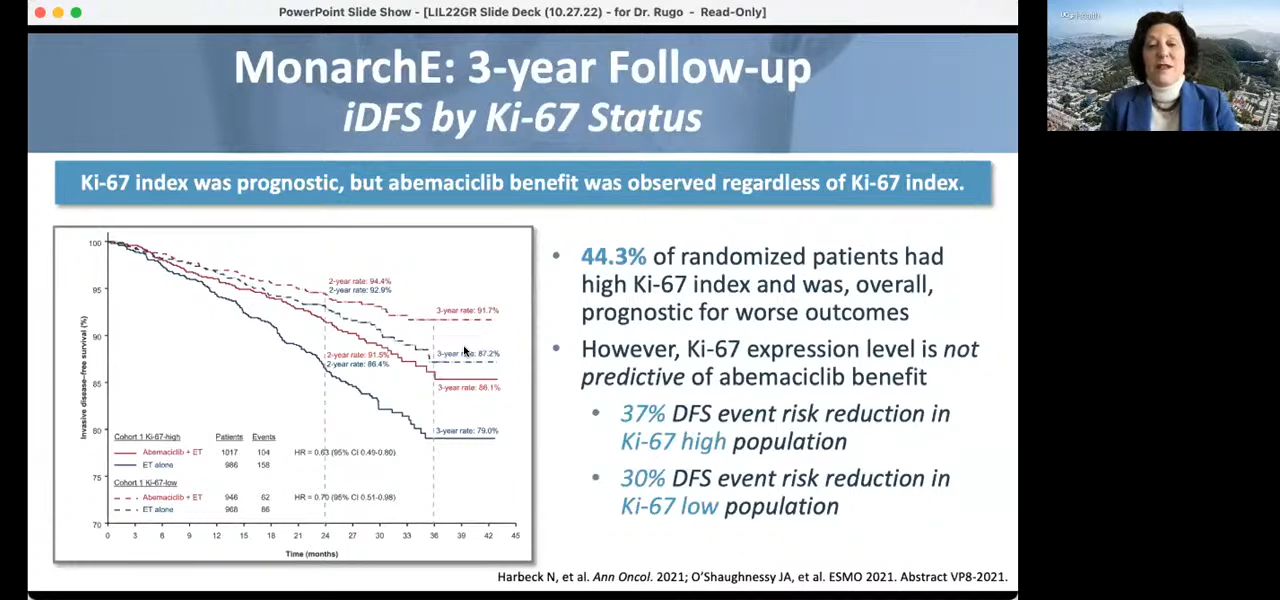 PowerPoint Slide Show - [LIL22GR Slide Deck (10.27.22) - for Dr. Rugo - Read-Only]
MonarchE: 3-year Follow-up
iDFS by Ki-67 Status
Ki-67 index was prognostic, but abemaciclib benefit was observed regardless of Ki-67 index.
100
95
90
85
80
75
70
Invasive disease–free survival (%)
2-year rate: 94.4%
2-year rate: 92.9%
3-year rate: 91.7%
3-year rate: 87.2%
2-year rate: 91.5%
2-year rate: 86.4%
3-year rate: 86.1%
3-year rate: 79.0%
Cohort 1 Ki-67-high Patients Events
Abemaciclib + ET 1017 104 HR = 0.63 (95% CI 0.49-0.80)
ET alone 986 158
Cohort 1 Ki-67-low
Abemaciclib + ET 946 62 HR = 0.70 (95% CI 0.51-0.98)
ET alone 968 86
0 3 6 9 12 15 18 21 24 27 30 33 36 39 42 45
Time (months)
• 44.3% of randomized patients had
high Ki-67 index and was, overall,
prognostic for worse outcomes
• However, Ki-67 expression level is not
predictive of abemaciclib benefit
• 37% DFS event risk reduction in
Ki-67 high population
• 30% DFS event risk reduction in
Ki-67 low population
Harbeck N, et al. Ann Oncol. 2021; O'Shaughnessy JA, et al. ESMO 2021. Abstract VP8-2021.